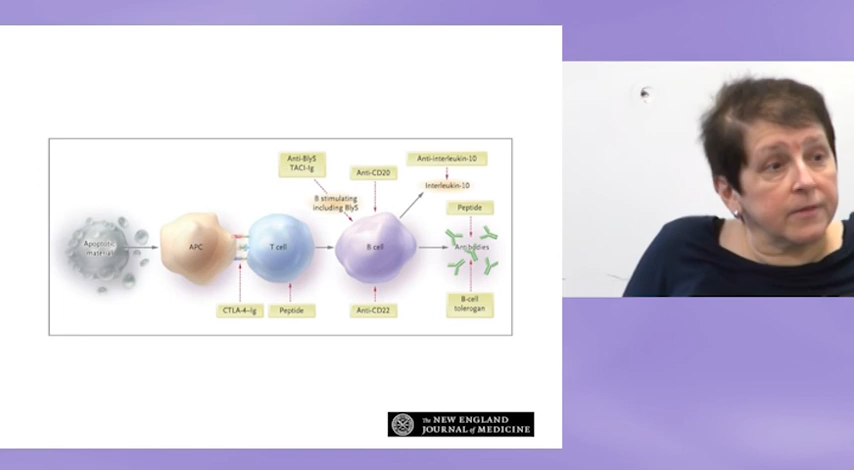 Anti-BlyS
TACI-Ig
Anti-CD20
Anti-interleukin-10
Interleukin-10
B stimulating
including BlyS
Peptide
Apoptotic
material
APC
T cell
B cell
Antibodies
CTLA-4–Ig
Peptide
Anti-CD22
B-cell
tolerogan
The NEW ENGLAND
JOURNAL of MEDICINE